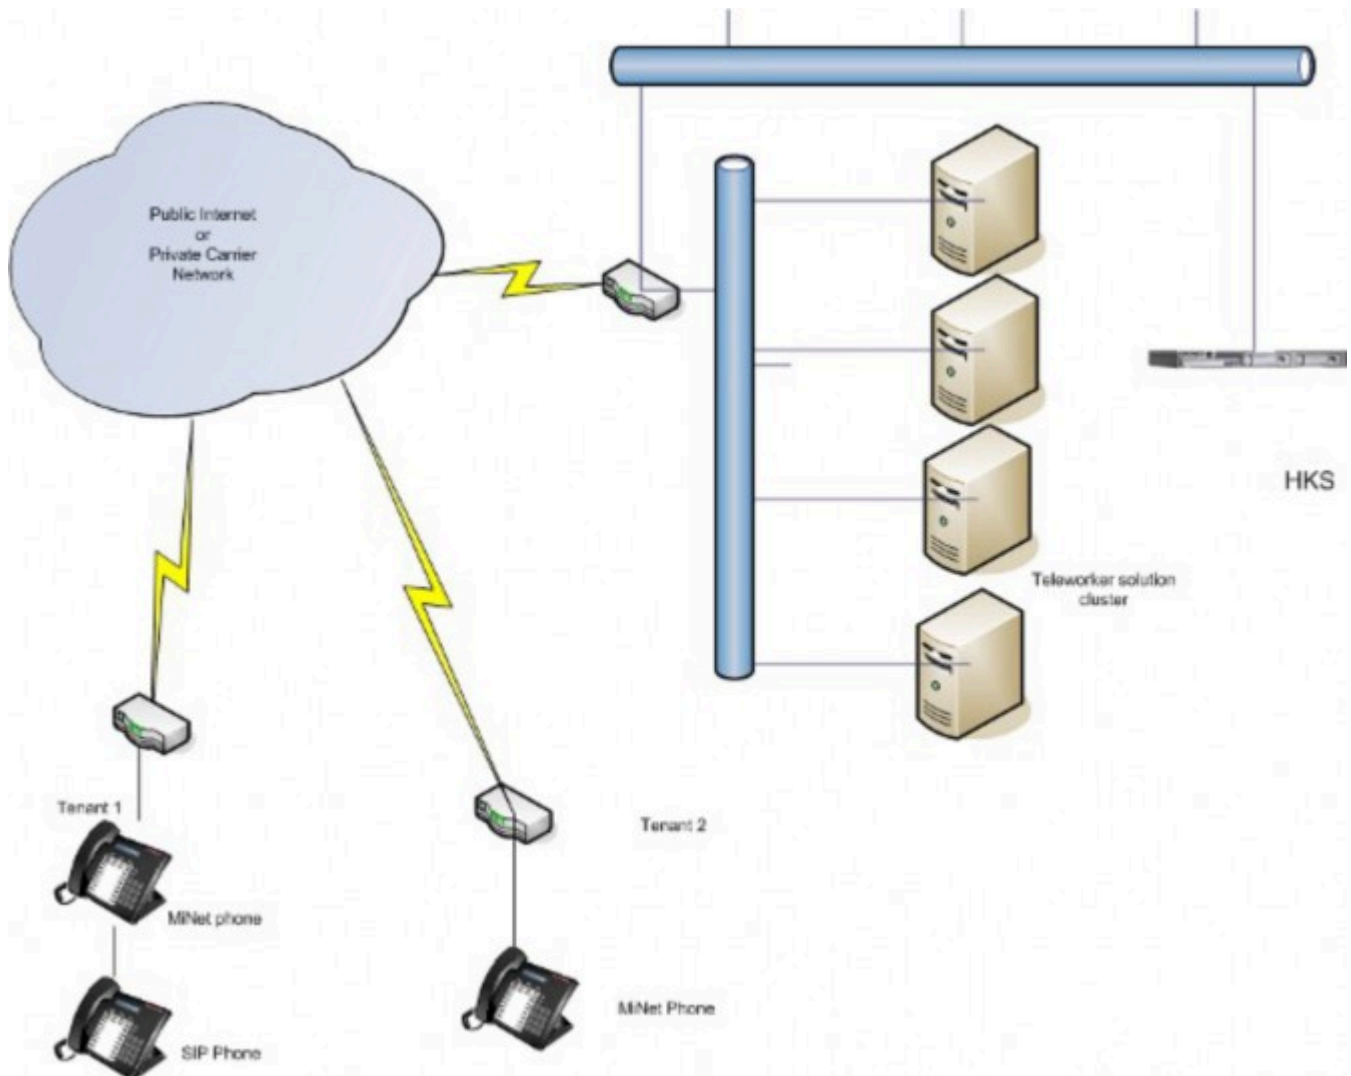 Public Internet
or
Private Carrier
Network
HKS
Teleworker solution
cluster
Tenant 1
Tenant 2
MiNet phone
MiNet Phone
SIP Phone